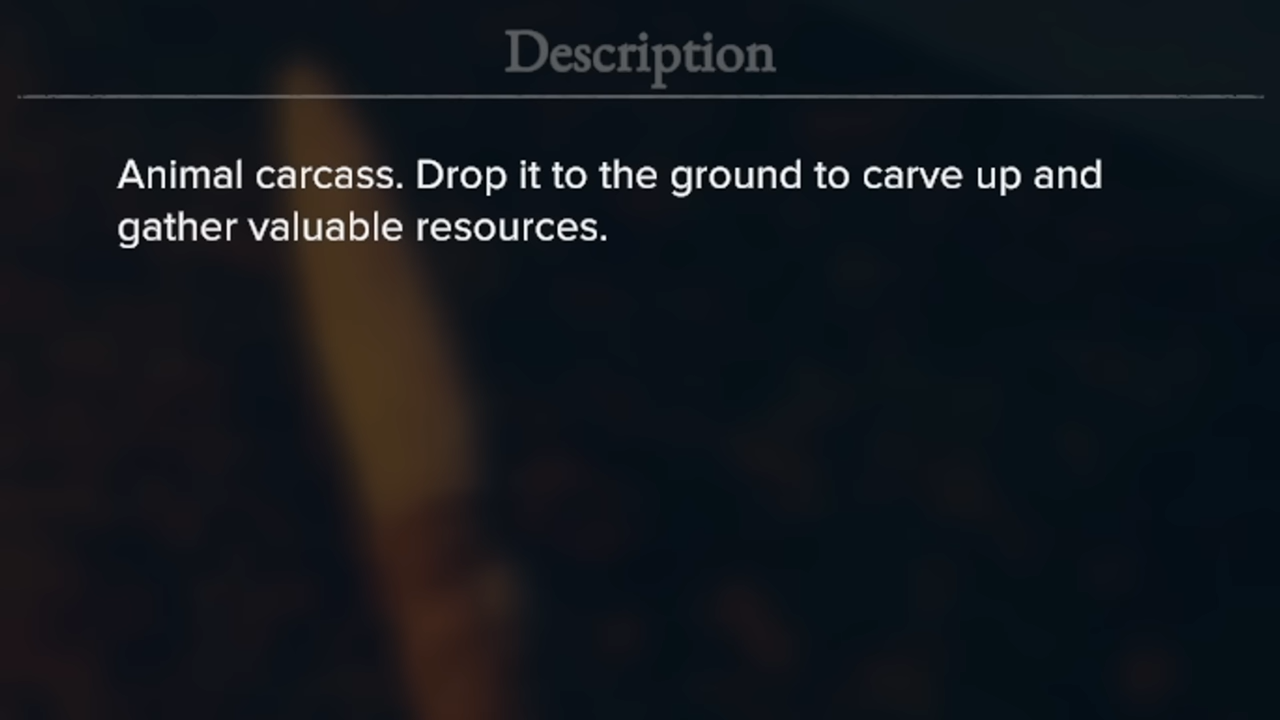 Description
Animal carcass. Drop it to the ground to carve up and
gather valuable resources.